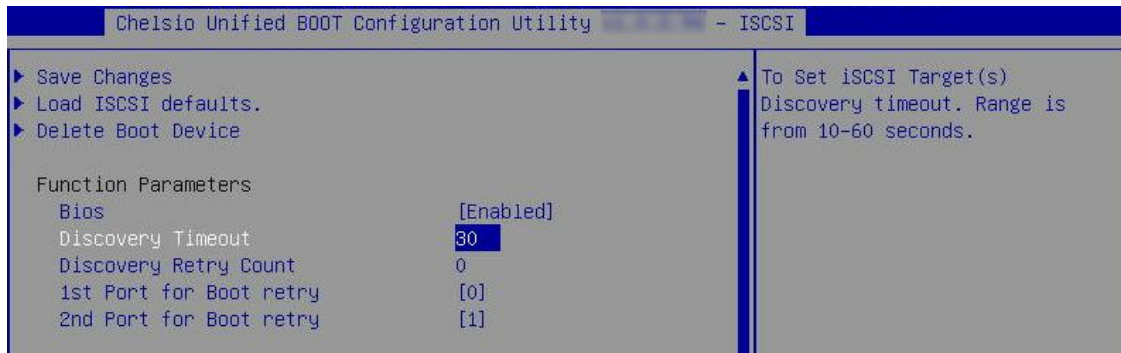 Chelsio Unified BOOT Configuration Utility - ISCSI
Save Changes
Load ISCSI defaults.
Delete Boot Device
Function Parameters
Bios [Enabled]
Discovery Timeout 30
Discovery Retry Count 0
1st Port for Boot retry [0]
2nd Port for Boot retry [1]
To Set iSCSI Target(s)
Discovery timeout. Range is
from 10-60 seconds.